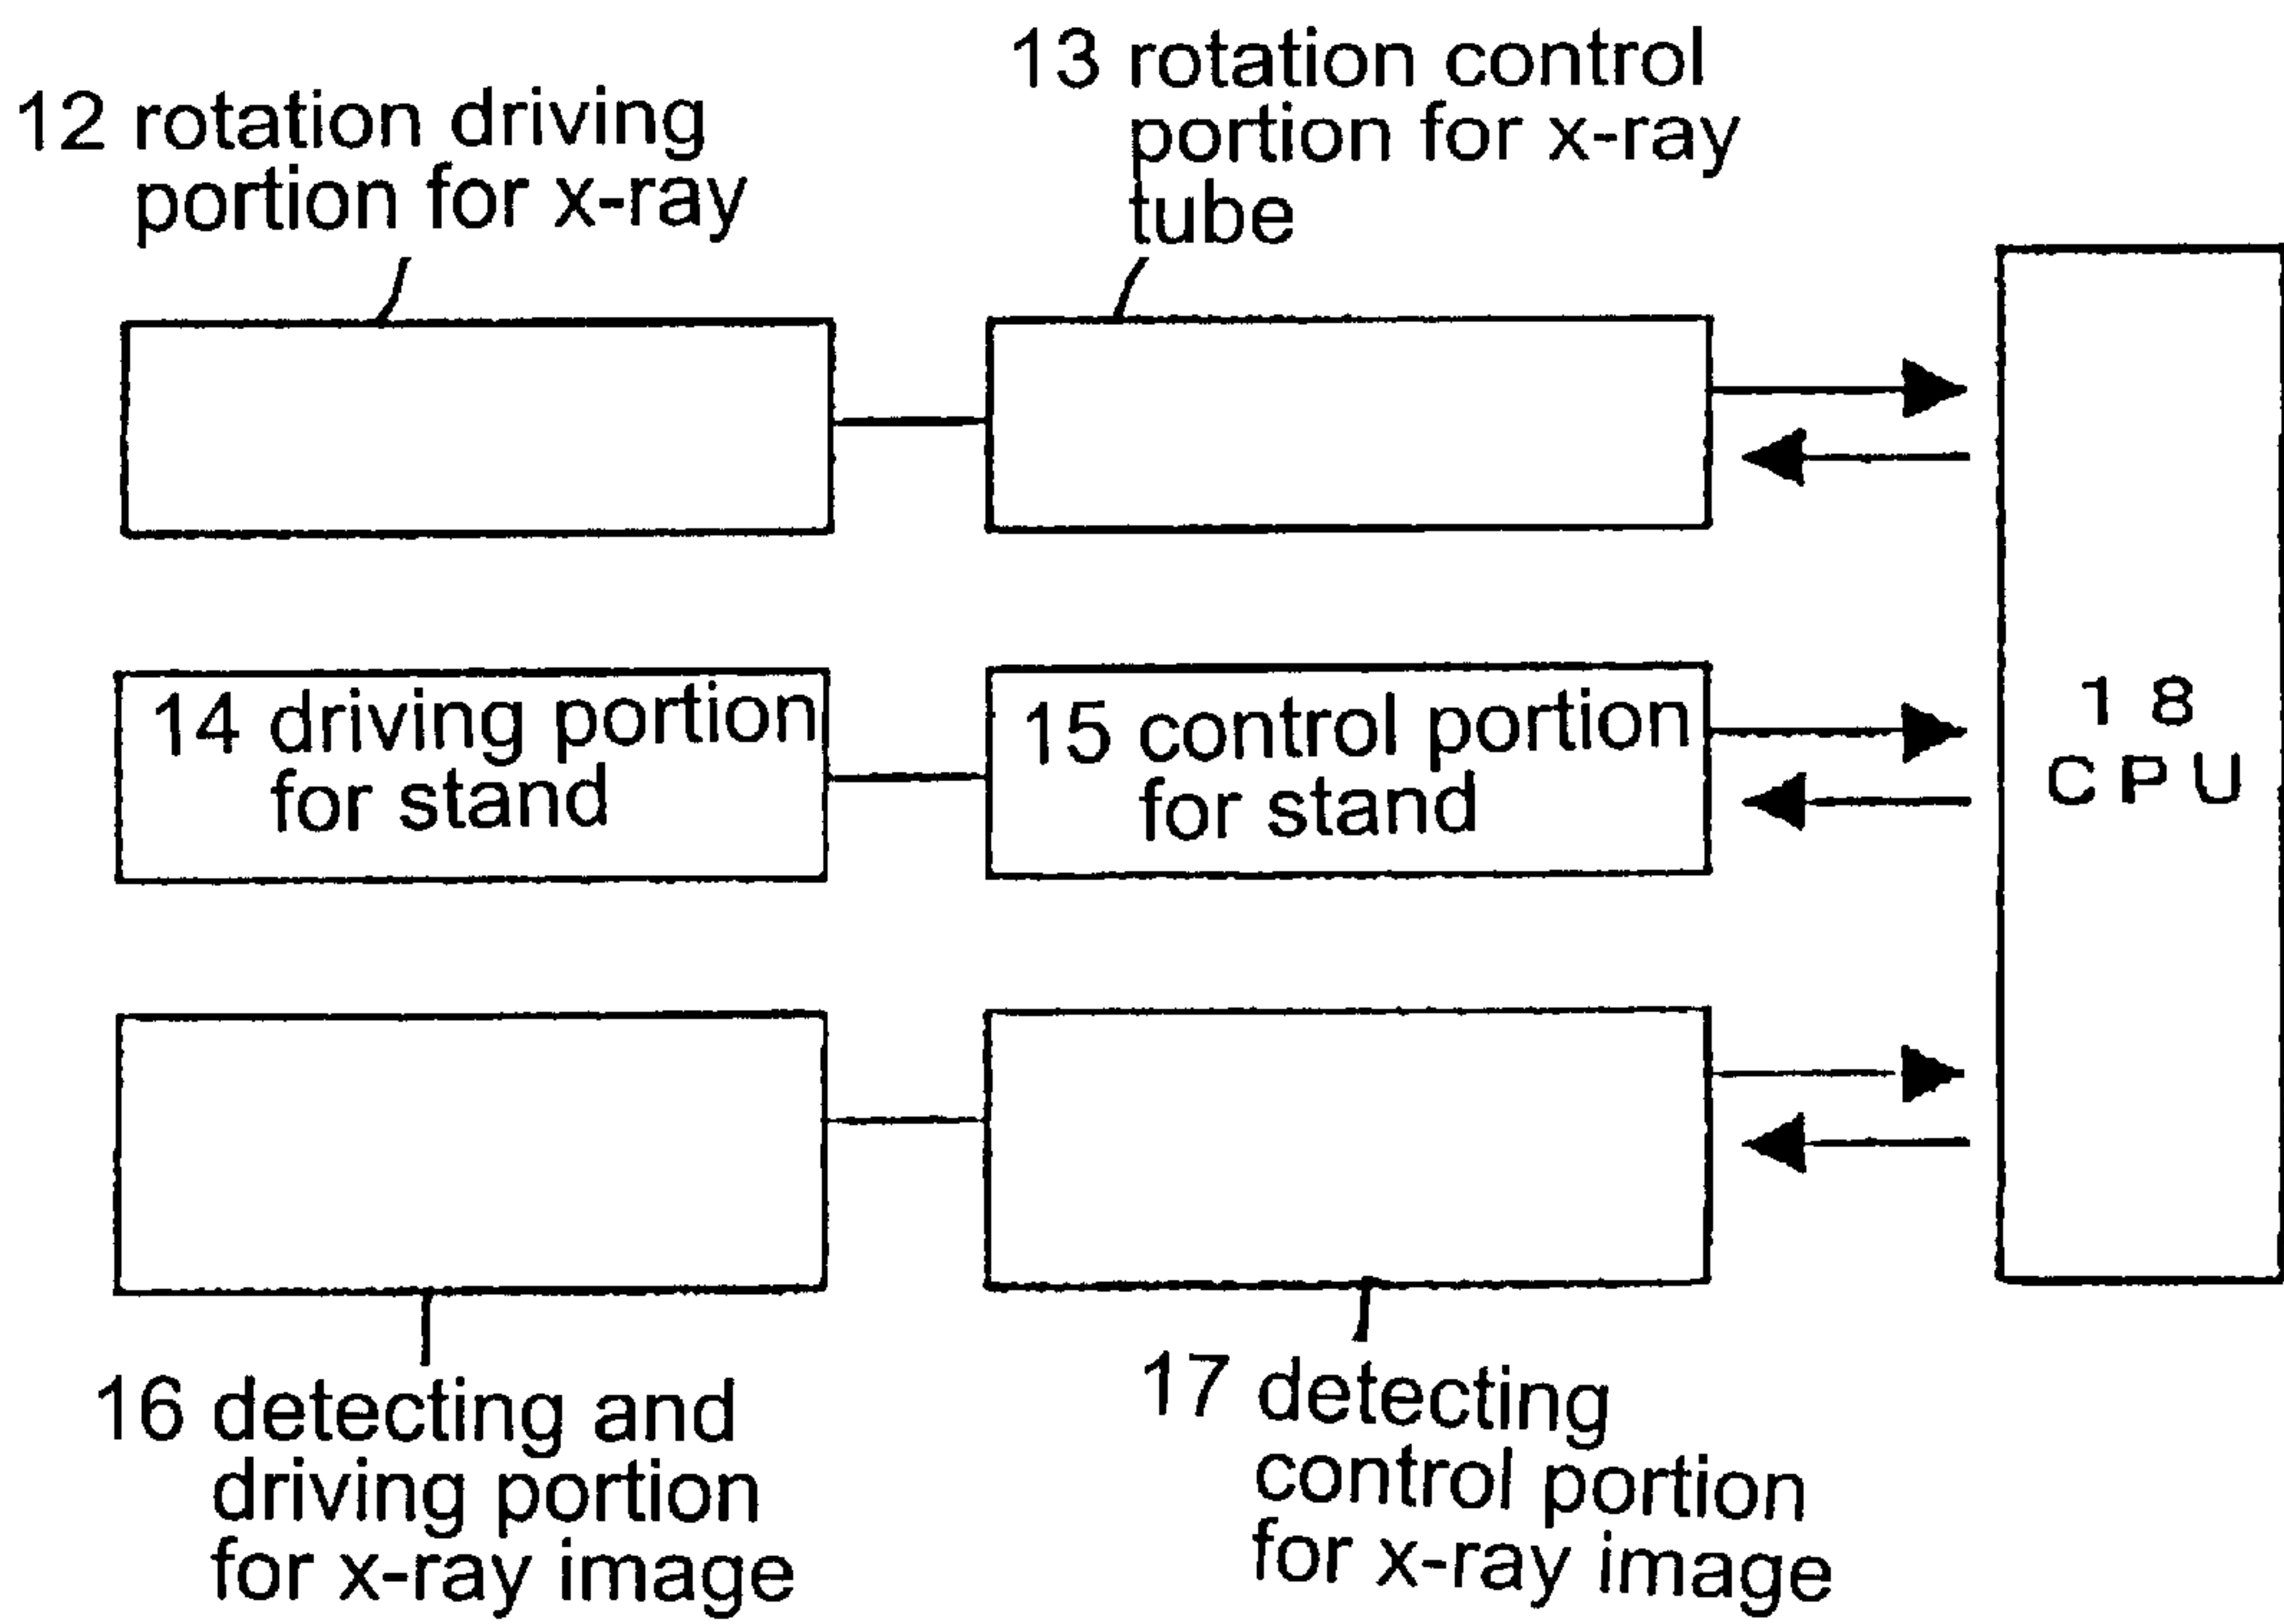 12 rotation driving
portion for x-ray
13 rotation control
portion for x-ray
tube
14 driving portion
for stand
15 control portion
for stand
18
CPU
16 detecting and
driving portion
for x-ray image
17 detecting
control portion
for x-ray image